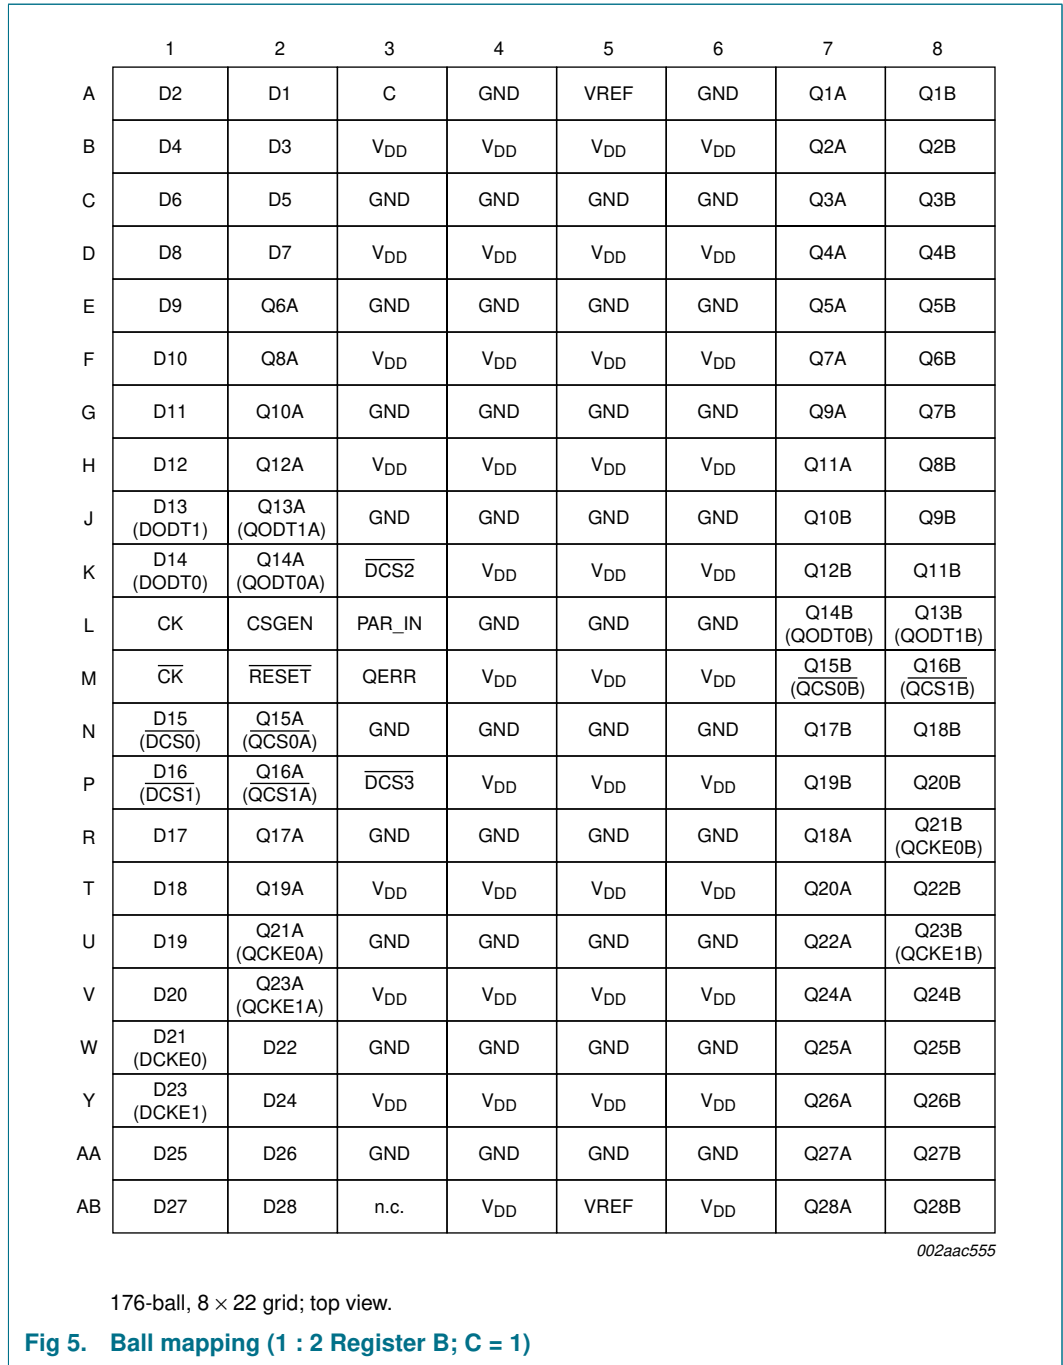 1 2 3 4 5 6 7 8
A D2 D1 C GND VREF GND Q1A Q1B
B D4 D3 VDD VDD VDD VDD Q2A Q2B
C D6 D5 GND GND GND GND Q3A Q3B
D D8 D7 VDD VDD VDD VDD Q4A Q4B
E D9 Q6A GND GND GND GND Q5A Q5B
F D10 Q8A VDD VDD VDD VDD Q7A Q6B
G D11 Q10A GND GND GND GND Q9A Q7B
H D12 Q12A VDD VDD VDD VDD Q11A Q8B
J D13 (DODT1) Q13A (QODT1A) GND GND GND GND Q10B Q9B
K D14 (DODT0) Q14A (QODT0A) DCS2 VDD VDD VDD Q12B Q11B
L CK CSGEN PAR_IN GND GND GND Q14B (QODT0B) Q13B (QODT1B)
M CK RESET QERR VDD VDD VDD Q15B (QCS0B) Q16B (QCS1B)
N D15 (DCS0) Q15A (QCS0A) GND GND GND GND Q17B Q18B
P D16 (DCS1) Q16A (QCS1A) DCS3 VDD VDD VDD Q19B Q20B
R D17 Q17A GND GND GND GND Q18A Q21B (QCKE0B)
T D18 Q19A VDD VDD VDD VDD Q20A Q22B
U D19 Q21A (QCKE0A) GND GND GND GND Q22A Q23B (QCKE1B)
V D20 Q23A (QCKE1A) VDD VDD VDD VDD Q24A Q24B
W D21 (DCKE0) D22 GND GND GND GND Q25A Q25B
Y D23 (DCKE1) D24 VDD VDD VDD VDD Q26A Q26B
AA D25 D26 GND GND GND GND Q27A Q27B
AB D27 D28 n.c. VDD VREF VDD Q28A Q28B
002aac555
176-ball, 8 × 22 grid; top view.
Fig 5. Ball mapping (1 : 2 Register B; C = 1)